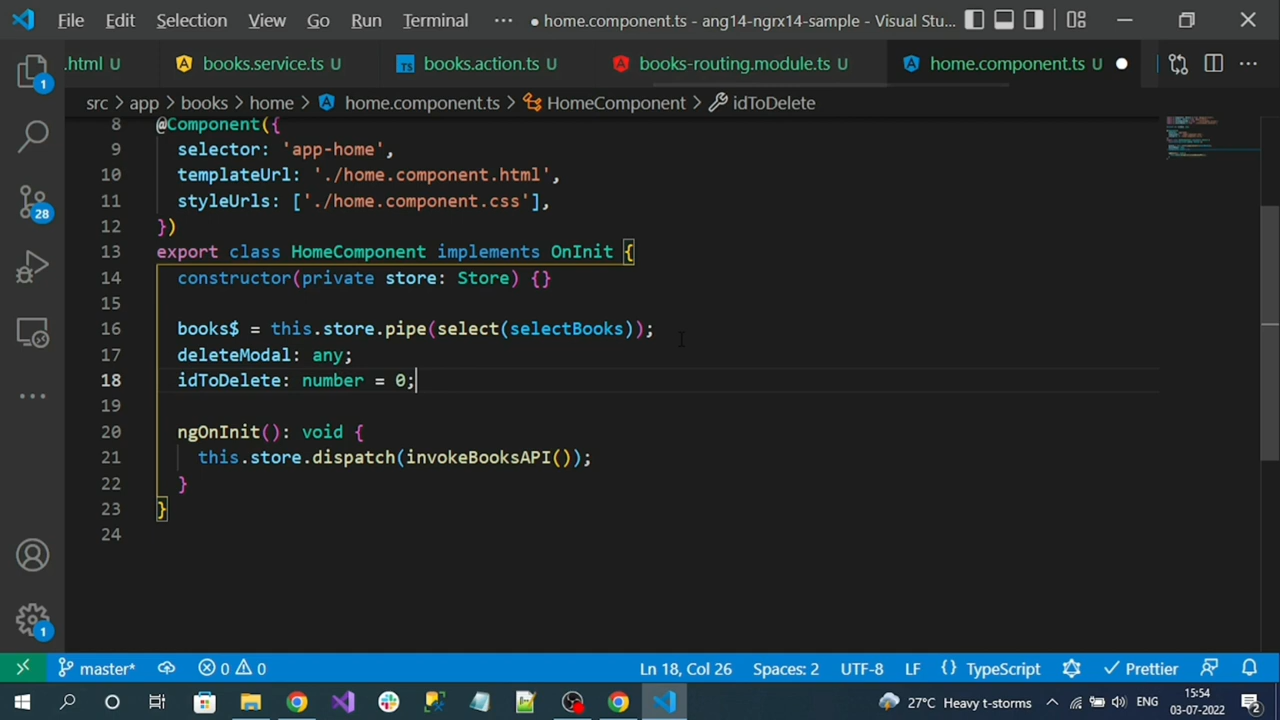 File Edit Selection View Go Run Terminal ··· ● home.component.ts - ang14-ngrx14-sample - Visual Stu...
.html U books.service.ts U books.action.ts U books-routing.module.ts U home.component.ts U ···
src > app > books > home > home.component.ts > HomeComponent > idToDelete
8 @Component({
9 selector: 'app-home',
10 templateUrl: './home.component.html',
11 styleUrls: ['./home.component.css'],
12 })
13 export class HomeComponent implements OnInit {
14 constructor(private store: Store) {}
15
16 books$ = this.store.pipe(select(selectBooks));
17 deleteModal: any;
18 idToDelete: number = 0;
19
20 ngOnInit(): void {
21 this.store.dispatch(invokeBooksAPI());
22 }
23 }
24
1
28
1
master* 0 0 Ln 18, Col 26 Spaces: 2 UTF-8 LF {} TypeScript Prettier
27°C Heavy t-storms ENG 15:54
03-07-2022 2